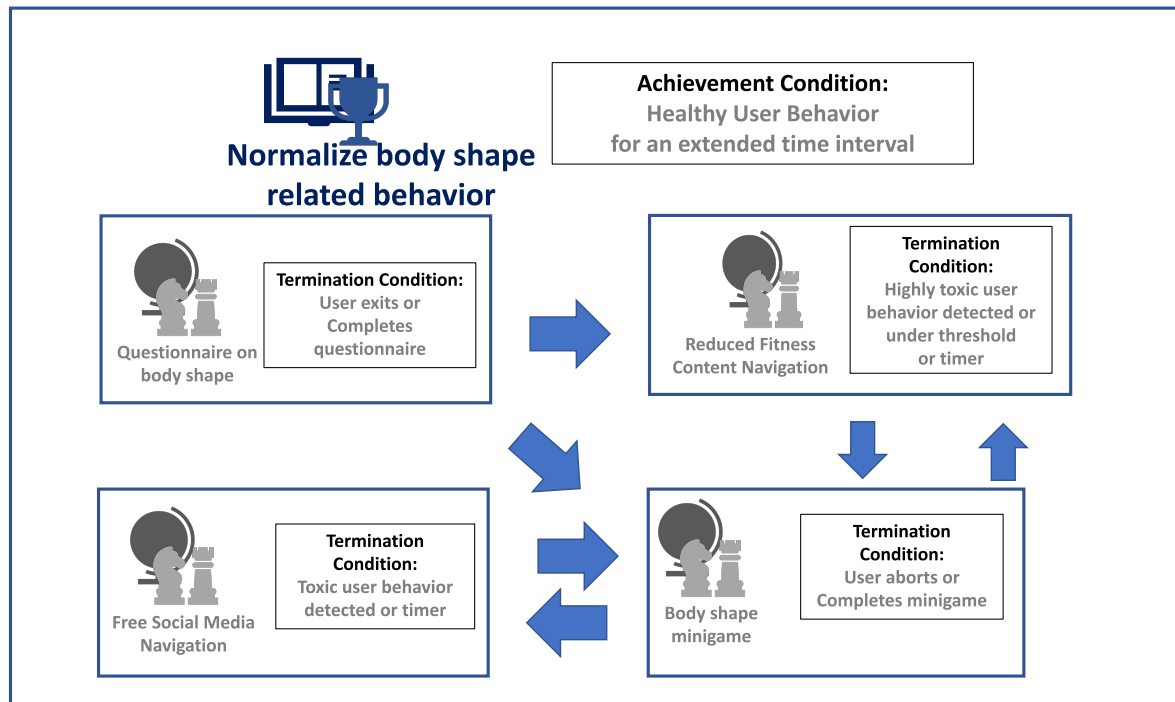 Normalize body shape
related behavior
Achievement Condition:
Healthy User Behavior
for an extended time interval
Questionnaire on
body shape
Termination Condition:
User exits or
Completes
questionnaire
Reduced Fitness
Content Navigation
Termination
Condition:
Highly toxic user
behavior detected or
under threshold
or timer
Free Social Media
Navigation
Termination
Condition:
Toxic user behavior
detected or timer
Body shape
minigame
Termination
Condition:
User aborts or
Completes minigame